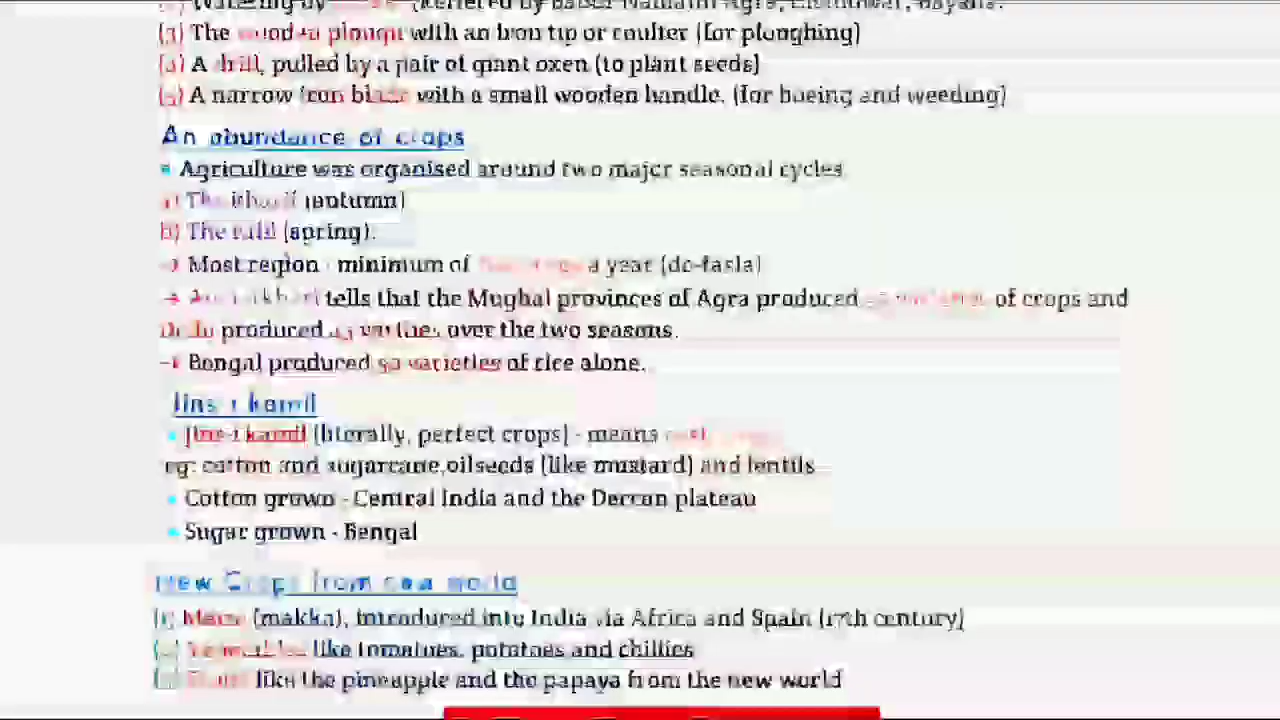 (3) The wooden plough with an iron tip or coulter (for ploughing)
(4) A drill, pulled by a pair of giant oxen (to plant seeds)
(5) A narrow iron blade with a small wooden handle. (for hoeing and weeding)
An abundance of crops
Agriculture was organised around two major seasonal cycles
a) The kharif (autumn)
b) The rabi (spring).
→ Most region - minimum of a year (do-fasla)
→ tells that the Mughal provinces of Agra produced of crops and
produced varities over the two seasons.
→ Bengal produced 50 varieties of rice alone.
Jins-i kamil
Jins-i kamil (literally, perfect crops) - means
eg: cotton and sugarcane,oilseeds (like mustard) and lentils
Cotton grown - Central India and the Deccan plateau
Sugar grown - Bengal
New Crops from new world
(1) Maize (makka), introduced into India via Africa and Spain (17th century)
Vegetables like tomatoes, potatoes and chillies
like the pineapple and the papaya from the new world